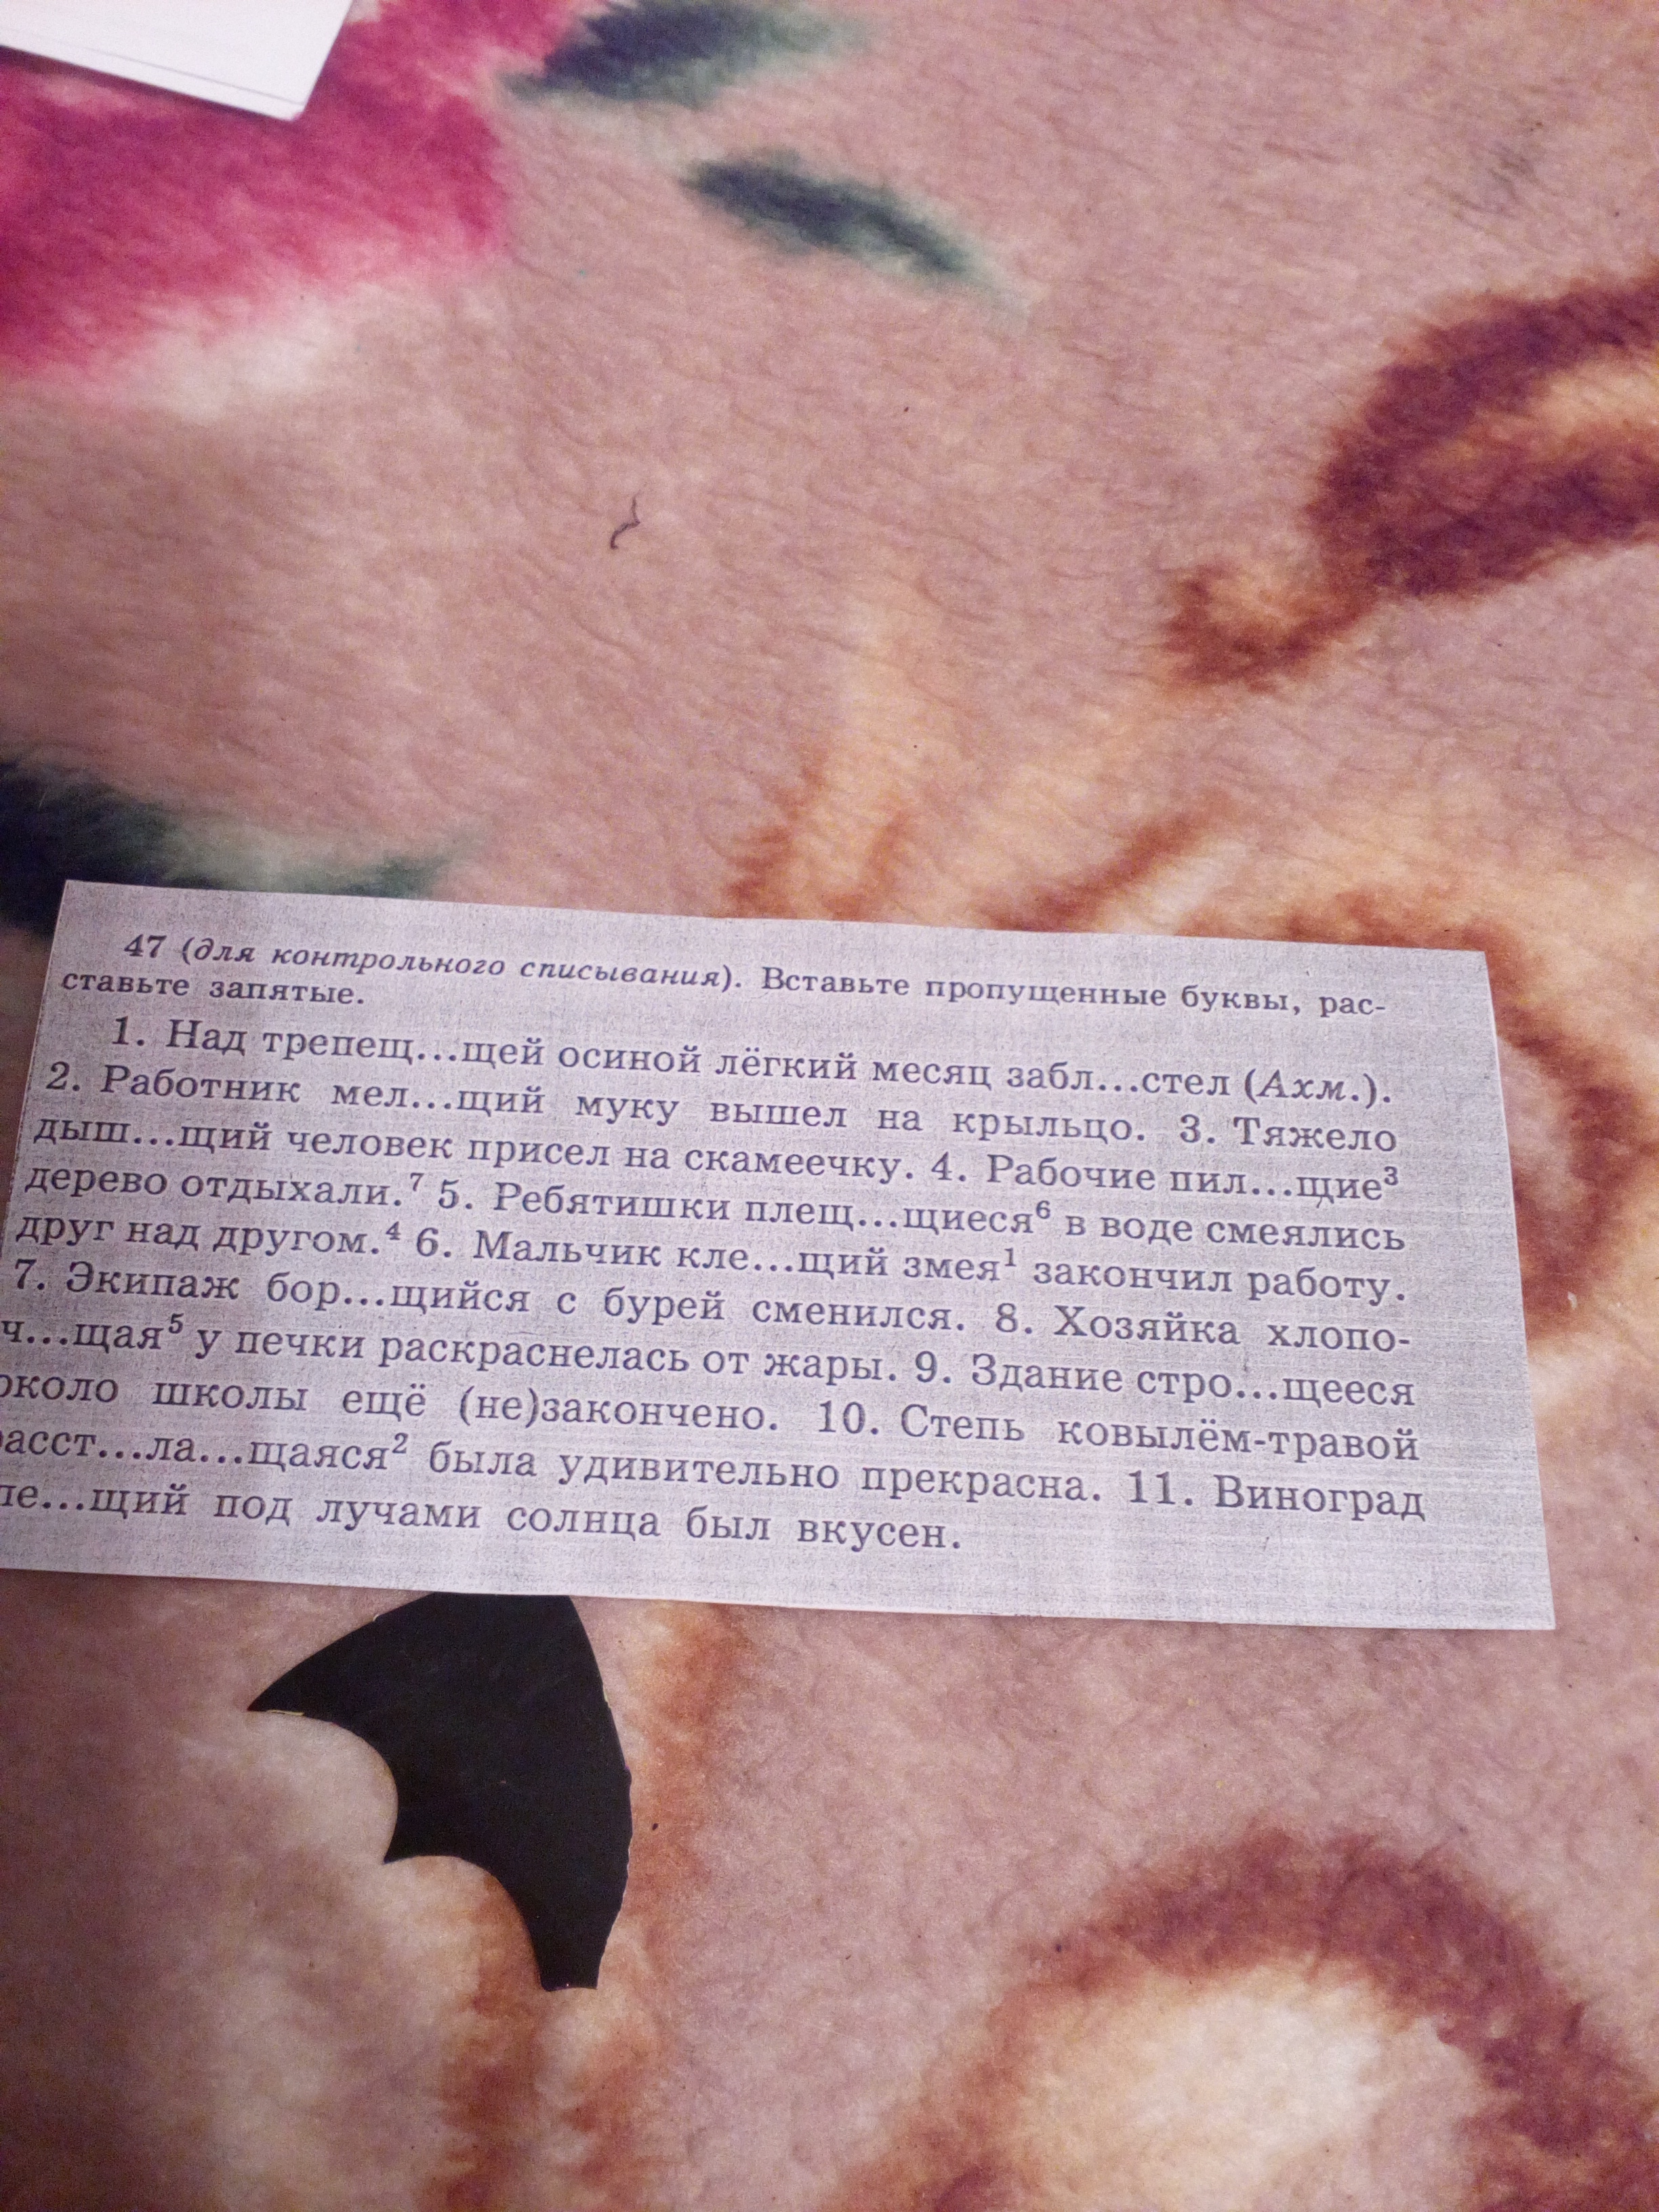 47 (для контрольного списывания). Вставьте пропущенные буквы, рас-
ставьте запятые.
1. Над трепещ...щей осиной лёгкий месяц забл...стел (Ахм.).
2. Работник мел...щий муку вышел на крыльцо. 3. Тяжело
дыш...щий человек присел на скамеечку. 4. Рабочие пил...щие³
дерево отдыхали.⁷ 5. Ребятишки плещ...щиеся⁶ в воде смеялись
друг над другом.⁴ 6. Мальчик кле...щий змея¹ закончил работу.
7. Экипаж бор...щийся с бурей сменился. 8. Хозяйка хлопо-
ч...щая⁵ у печки раскраснелась от жары. 9. Здание стро...щееся
около школы ещё (не)закончено. 10. Степь ковылём-травой
расст...ла...щаяся² была удивительно прекрасна. 11. Виноград
пе...щий под лучами солнца был вкусен.